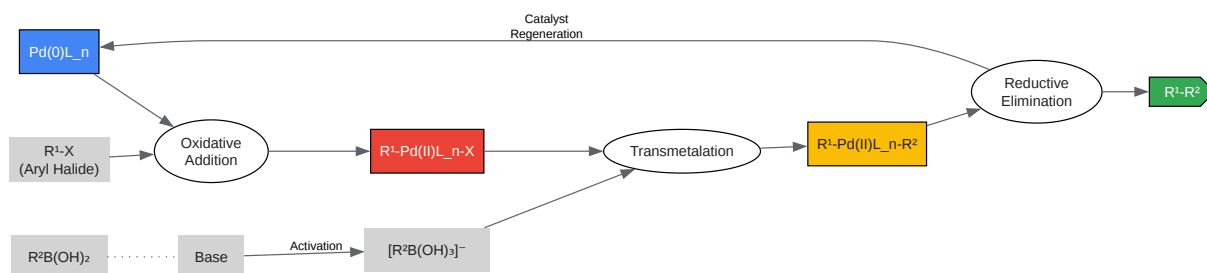 Catalyst
Regeneration
Pd(0)L_n
Reductive
Elimination
R¹-R²
R¹-X
(Aryl Halide)
Oxidative
Addition
R¹-Pd(II)L_n-X
Transmetalation
R¹-Pd(II)L_n-R²
R²B(OH)₂
Base
Activation
[R²B(OH)₃]⁻